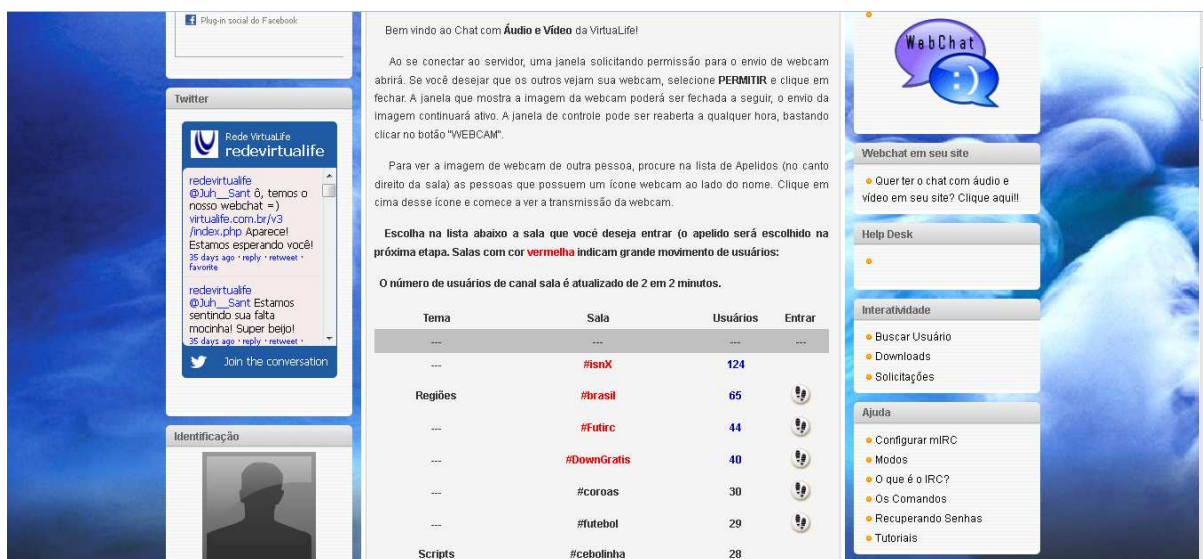 Plug-in social do Facebook
Twitter
Rede VirtuaLife
redevirtualife
redevirtualife
@Juh__Sant ô, temos o
nosso webchat =)
virtualife.com.br/v3
/index.php Aparece!
Estamos esperando você!
35 days ago · reply · retweet ·
favorite
redevirtualife
@Juh__Sant Estamos
sentindo sua falta
mocinha! Super beijo!
35 days ago · reply · retweet ·
Join the conversation
Identificação
Bem vindo ao Chat com Áudio e Vídeo da VirtuaLife!
Ao se conectar ao servidor, uma janela solicitando permissão para o envio de webcam
abrirá. Se você desejar que os outros vejam sua webcam, selecione PERMITIR e clique em
fechar. A janela que mostra a imagem da webcam poderá ser fechada a seguir, o envio da
imagem continuará ativo. A janela de controle pode ser reaberta a qualquer hora, bastando
clicar no botão "WEBCAM".
Para ver a imagem de webcam de outra pessoa, procure na lista de Apelidos (no canto
direito da sala) as pessoas que possuem um ícone webcam ao lado do nome. Clique em
cima desse ícone e comece a ver a transmissão da webcam.
Escolha na lista abaixo a sala que você deseja entrar (o apelido será escolhido na
próxima etapa. Salas com cor vermelha indicam grande movimento de usuários:
O número de usuários de canal sala é atualizado de 2 em 2 minutos.
Tema Sala Usuários Entrar
--- --- --- ---
--- #isnX 124
Regiões #brasil 65
--- #Futirc 44
--- #DownGratis 40
--- #coroas 30
--- #futebol 29
Scripts #cebolinha 28
WebChat
:)
Webchat em seu site
Quer ter o chat com áudio e
vídeo em seu site? Clique aqui!!
Help Desk
Interatividade
Buscar Usuário
Downloads
Solicitações
Ajuda
Configurar mIRC
Modos
O que é o IRC?
Os Comandos
Recuperando Senhas
Tutoriais